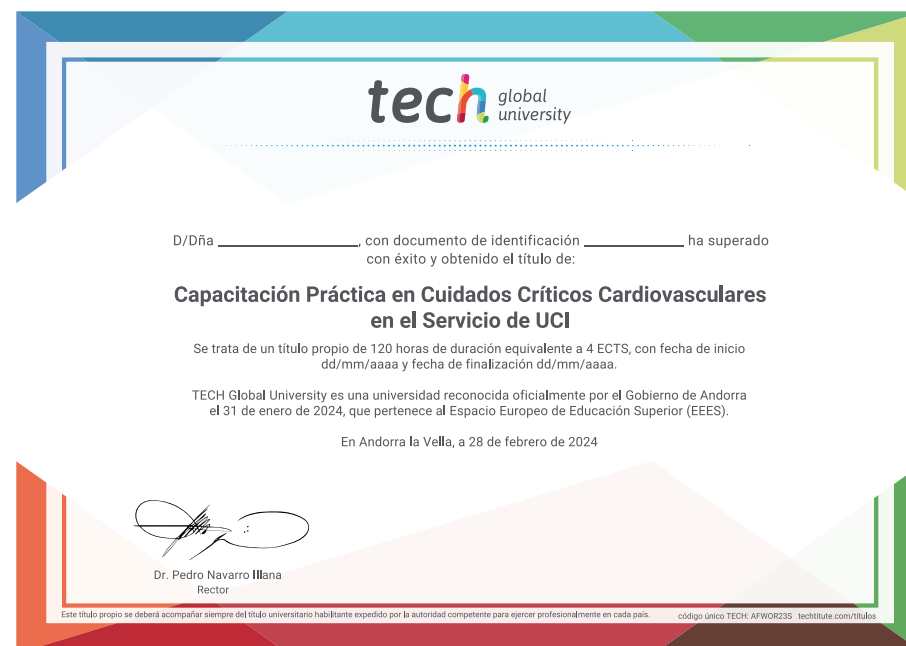 tech global university
D/Dña ____________________, con documento de identificación ______________ ha superado
con éxito y obtenido el título de:
Capacitación Práctica en Cuidados Críticos Cardiovasculares
en el Servicio de UCI
Se trata de un título propio de 120 horas de duración equivalente a 4 ECTS, con fecha de inicio
dd/mm/aaaa y fecha de finalización dd/mm/aaaa.
TECH Global University es una universidad reconocida oficialmente por el Gobierno de Andorra
el 31 de enero de 2024, que pertenece al Espacio Europeo de Educación Superior (EEES).
En Andorra la Vella, a 28 de febrero de 2024
Dr. Pedro Navarro Illana
Rector
Este título propio se deberá acompañar siempre del título universitario habilitante expedido por la autoridad competente para ejercer profesionalmente en cada país.
código único TECH: AFWOR23S techtitute.com/titulos